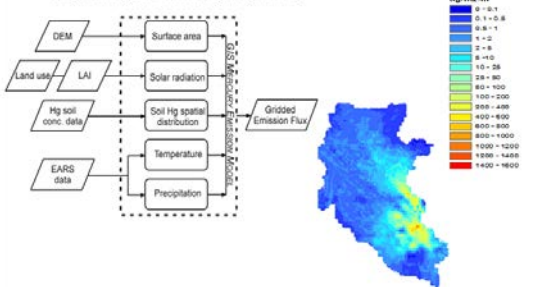 DEM
Surface area
Land use
LAI
Solar radiation
Hg soil
conc. data
Soil Hg spatial
distribution
Gridded
Emission Flux
EARS
data
Temperature
Precipitation
GIS MERCURY EMISSION MODEL
0 - 0.1
0.1 - 0.5
0.5 - 1
1 - 2
2 - 5
5 - 10
10 - 25
25 - 50
50 - 100
100 - 200
200 - 400
400 - 600
600 - 800
800 - 1000
1000 - 1200
1200 - 1400
1400 - 1600